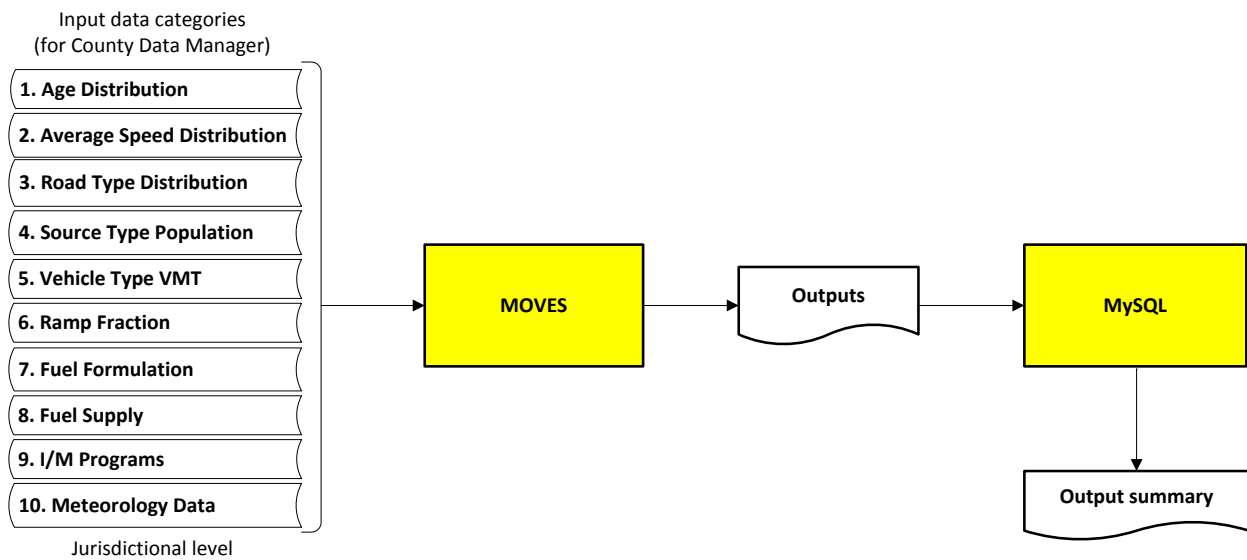 Input data categories
(for County Data Manager)
1. Age Distribution
2. Average Speed Distribution
3. Road Type Distribution
4. Source Type Population
5. Vehicle Type VMT
6. Ramp Fraction
7. Fuel Formulation
8. Fuel Supply
9. I/M Programs
10. Meteorology Data
Jurisdictional level
MOVES
Outputs
MySQL
Output summary